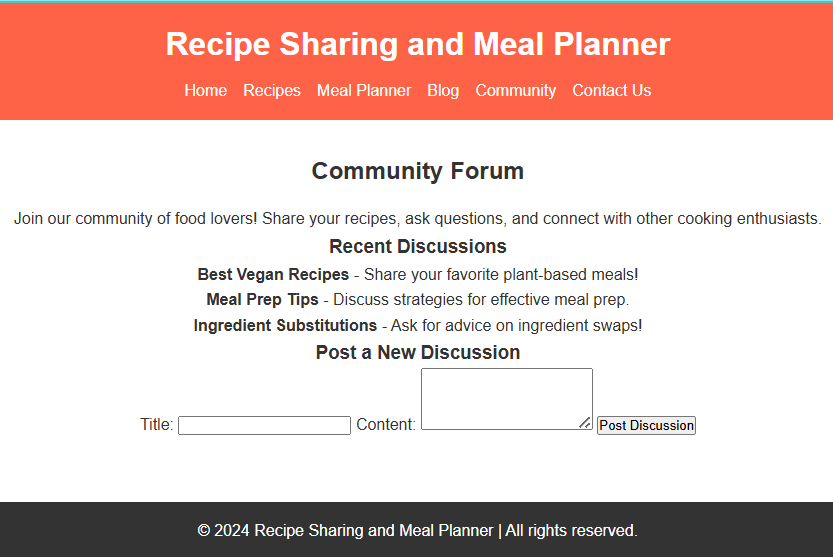 Recipe Sharing and Meal Planner
Home Recipes Meal Planner Blog Community Contact Us
Community Forum
Join our community of food lovers! Share your recipes, ask questions, and connect with other cooking enthusiasts.
Recent Discussions
Best Vegan Recipes - Share your favorite plant-based meals!
Meal Prep Tips - Discuss strategies for effective meal prep.
Ingredient Substitutions - Ask for advice on ingredient swaps!
Post a New Discussion
Title: Content: Post Discussion
© 2024 Recipe Sharing and Meal Planner | All rights reserved.